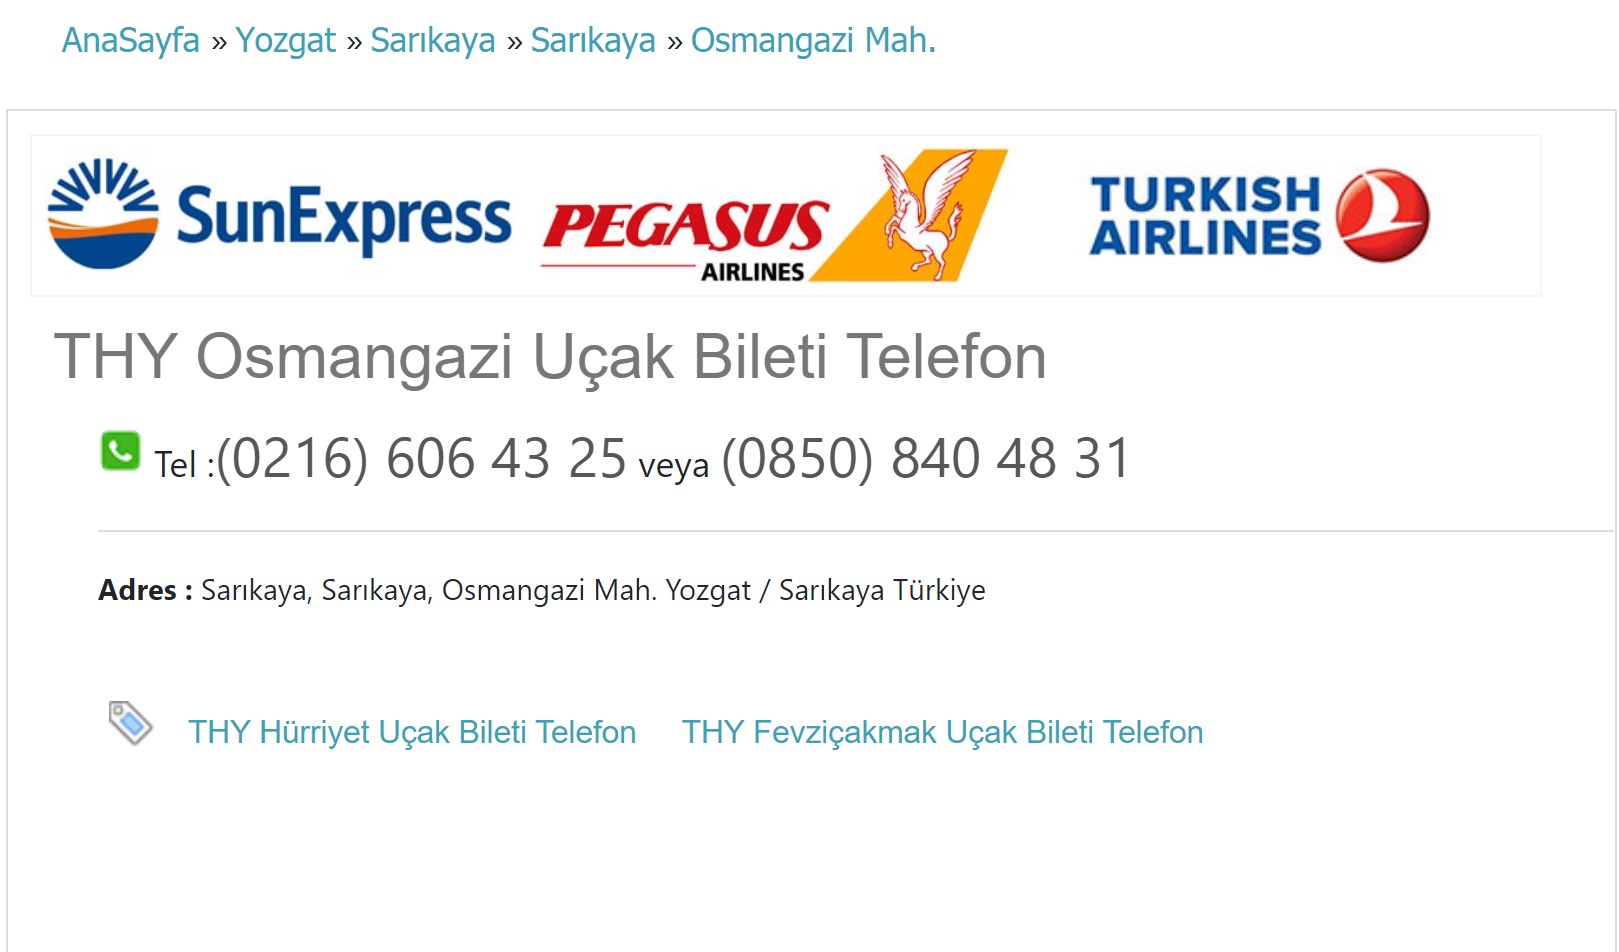 AnaSayfa » Yozgat » Sarıkaya » Sarıkaya » Osmangazi Mah.
SunExpress
PEGASUS
AIRLINES
TURKISH
AIRLINES
THY Osmangazi Uçak Bileti Telefon
Tel :(0216) 606 43 25 veya (0850) 840 48 31
Adres : Sarıkaya, Sarıkaya, Osmangazi Mah. Yozgat / Sarıkaya Türkiye
THY Hürriyet Uçak Bileti Telefon THY Fevziçakmak Uçak Bileti Telefon